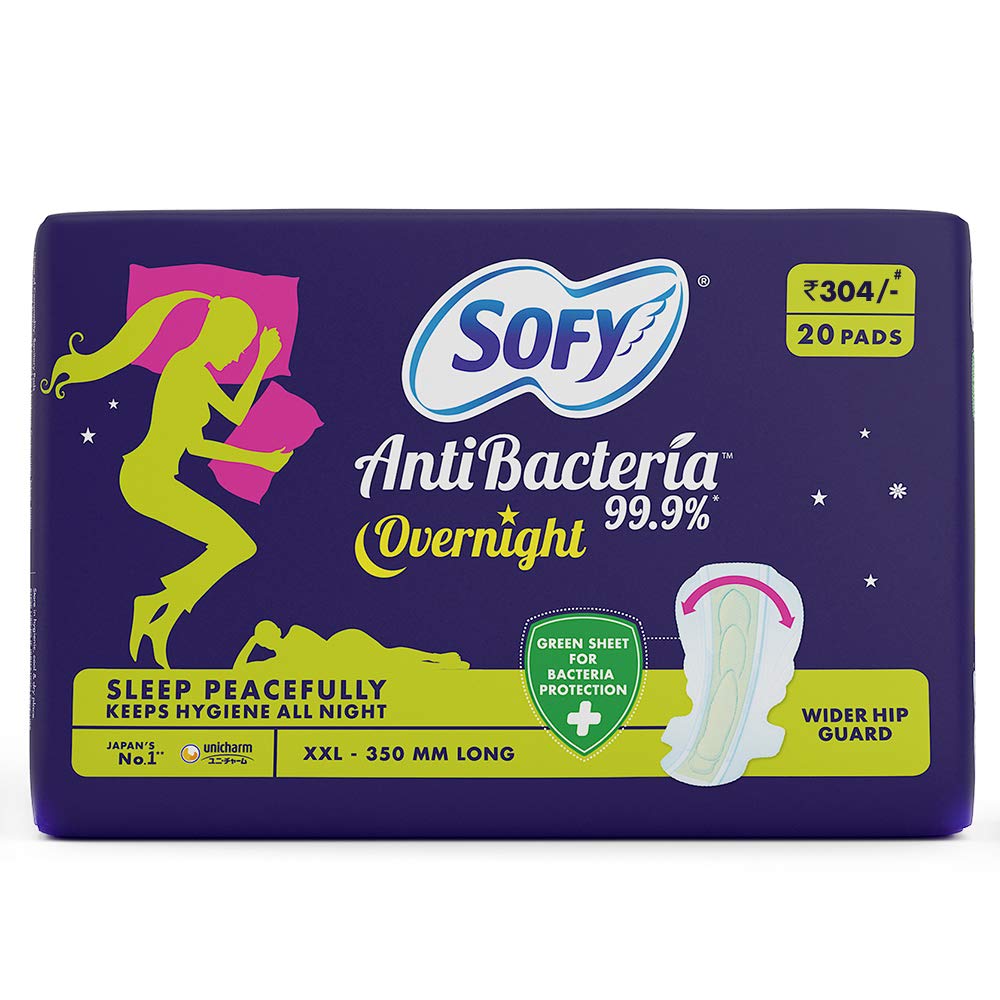 SOFY®
₹304/-#
20 PADS
AntiBacteria™
99.9%*
Overnight
GREEN SHEET
FOR
BACTERIA
PROTECTION
SLEEP PEACEFULLY
KEEPS HYGIENE ALL NIGHT
WIDER HIP
GUARD
JAPAN'S
No.1**
unicharm
ユニ・チャーム
XXL - 350 MM LONG